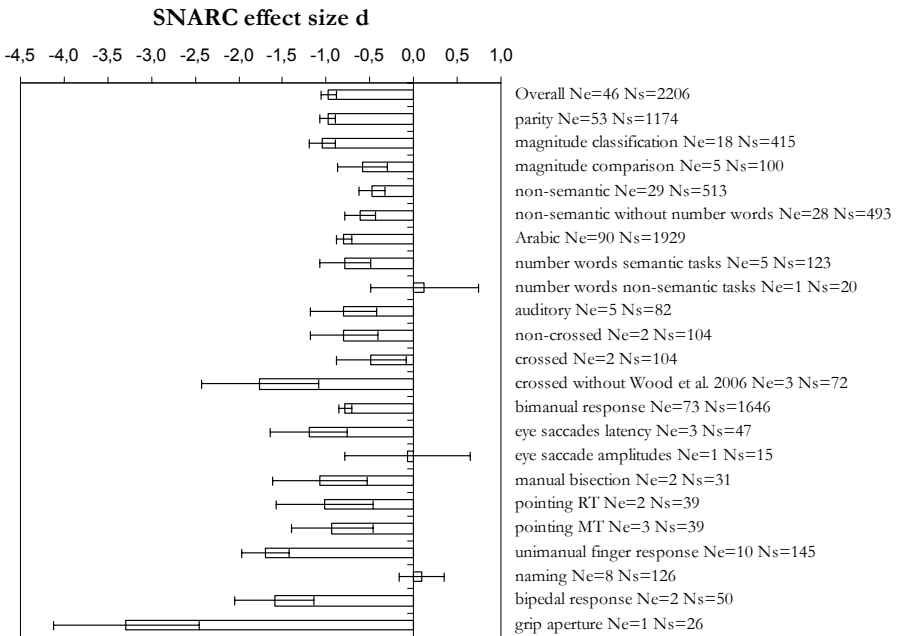 SNARC effect size d
-4,5 -4,0 -3,5 -3,0 -2,5 -2,0 -1,5 -1,0 -0,5 0,0 0,5 1,0
Overall Ne=46 Ns=2206
parity Ne=53 Ns=1174
magnitude classification Ne=18 Ns=415
magnitude comparison Ne=5 Ns=100
non-semantic Ne=29 Ns=513
non-semantic without number words Ne=28 Ns=493
Arabic Ne=90 Ns=1929
number words semantic tasks Ne=5 Ns=123
number words non-semantic tasks Ne=1 Ns=20
auditory Ne=5 Ns=82
non-crossed Ne=2 Ns=104
crossed Ne=2 Ns=104
crossed without Wood et al. 2006 Ne=3 Ns=72
bimanual response Ne=73 Ns=1646
eye saccades latency Ne=3 Ns=47
eye saccade amplitudes Ne=1 Ns=15
manual bisection Ne=2 Ns=31
pointing RT Ne=2 Ns=39
pointing MT Ne=3 Ns=39
unimanual finger response Ne=10 Ns=145
naming Ne=8 Ns=126
bipedal response Ne=2 Ns=50
grip aperture Ne=1 Ns=26